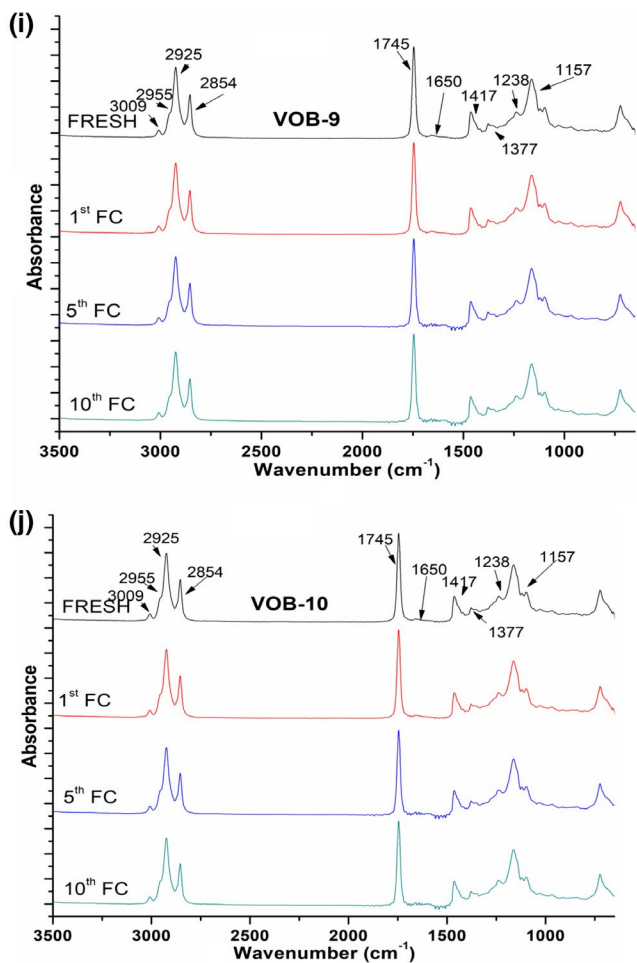 (i)
2925
2955
3009
2854
FRESH
VOB-9
1745
1650
1417
1238
1157
1377
1st FC
5th FC
10th FC
Absorbance
3500 3000 2500 2000 1500 1000
Wavenumber (cm-1)
(j)
2925
2955
3009
2854
FRESH
VOB-10
1745
1650
1417
1238
1157
1377
1st FC
5th FC
10th FC
Absorbance
3500 3000 2500 2000 1500 1000
Wavenumber (cm-1)